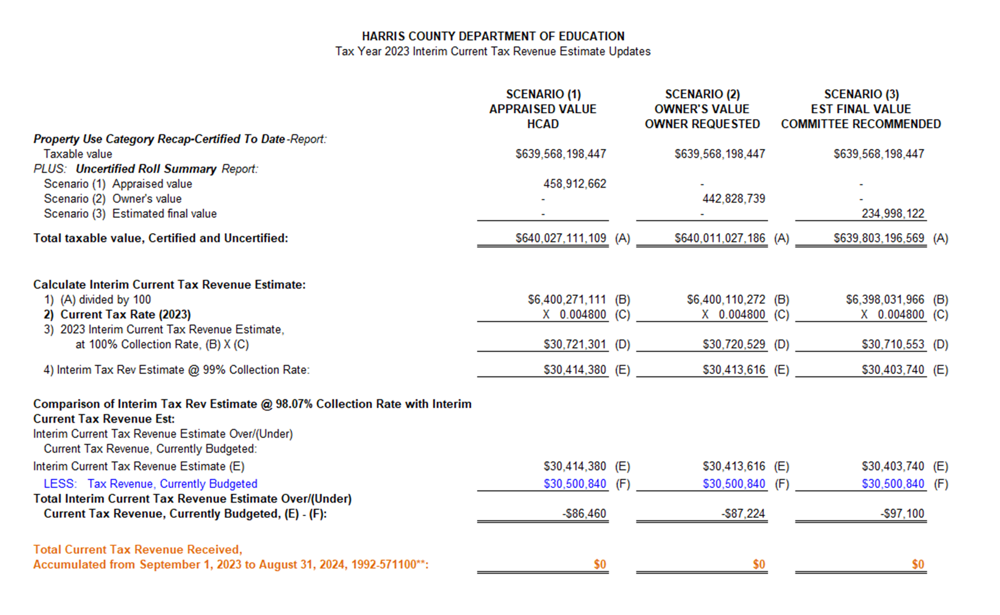 HARRIS COUNTY DEPARTMENT OF EDUCATION
Tax Year 2023 Interim Current Tax Revenue Estimate Updates
SCENARIO (1) SCENARIO (2) SCENARIO (3)
APPRAISED VALUE OWNER'S VALUE EST FINAL VALUE
HCAD OWNER REQUESTED COMMITTEE RECOMMENDED
Property Use Category Recap-Certified To Date-Report:
Taxable value $639,568,198,447 $639,568,198,447 $639,568,198,447
PLUS: Uncertified Roll Summary Report:
Scenario (1) Appraised value 458,912,662 - -
Scenario (2) Owner's value - 442,828,739 -
Scenario (3) Estimated final value - - 234,998,122
Total taxable value, Certified and Uncertified: $640,027,111,109 (A) $640,011,027,186 (A) $639,803,196,569 (A)
Calculate Interim Current Tax Revenue Estimate:
1) (A) divided by 100 $6,400,271,111 (B) $6,400,110,272 (B) $6,398,031,966 (B)
2) Current Tax Rate (2023) X 0.004800 (C) X 0.004800 (C) X 0.004800 (C)
3) 2023 Interim Current Tax Revenue Estimate,
at 100% Collection Rate, (B) X (C) $30,721,301 (D) $30,720,529 (D) $30,710,553 (D)
4) Interim Tax Rev Estimate @ 99% Collection Rate: $30,414,380 (E) $30,413,616 (E) $30,403,740 (E)
Comparison of Interim Tax Rev Estimate @ 98.07% Collection Rate with Interim
Current Tax Revenue Est:
Interim Current Tax Revenue Estimate Over/(Under)
Current Tax Revenue, Currently Budgeted:
Interim Current Tax Revenue Estimate (E) $30,414,380 (E) $30,413,616 (E) $30,403,740 (E)
LESS: Tax Revenue, Currently Budgeted $30,500,840 (F) $30,500,840 (F) $30,500,840 (F)
Total Interim Current Tax Revenue Estimate Over/(Under)
Current Tax Revenue, Currently Budgeted, (E) - (F): -$86,460 -$87,224 -$97,100
Total Current Tax Revenue Received,
Accumulated from September 1, 2023 to August 31, 2024, 1992-571100**: $0 $0 $0